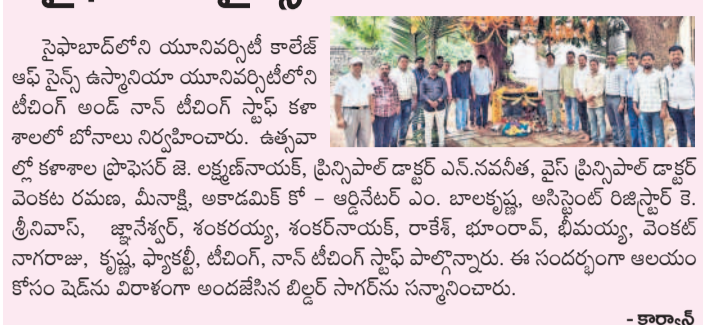 సైఫాబాద్‌లోని యూనివర్సిటీ కాలేజ్
ఆఫ్ సైన్స్ ఉస్మానియా యూనివర్సిటీలోని
టీచింగ్ అండ్ నాన్ టీచింగ్ స్టాఫ్ కళా
శాలలో బోనాలు నిర్వహించారు. ఉత్సవా
ల్లో కళాశాల ప్రొఫెసర్ జె. లక్ష్మణ్‌నాయక్, ప్రిన్సిపాల్ డాక్టర్ ఎన్.నవనీత, వైస్ ప్రిన్సిపాల్ డాక్టర్
వెంకట రమణ, మీనాక్షి, అకాడమిక్ కో – ఆర్డినేటర్ ఎం. బాలకృష్ణ, అసిస్టెంట్ రిజిస్ట్రార్ కె.
శ్రీనివాస్, జ్ఞానేశ్వర్, శంకరయ్య, శంకర్‌నాయక్, రాకేశ్, భూంరావ్, భీమయ్య, వెంకట్
నాగరాజు, కృష్ణ, ఫ్యాకల్టీ, టీచింగ్, నాన్ టీచింగ్ స్టాఫ్ పాల్గొన్నారు. ఈ సందర్భంగా ఆలయం
కోసం షెడ్‌ను విరాళంగా అందజేసిన బిల్డర్ సాగర్‌ను సన్మానించారు.
- కార్వాన్